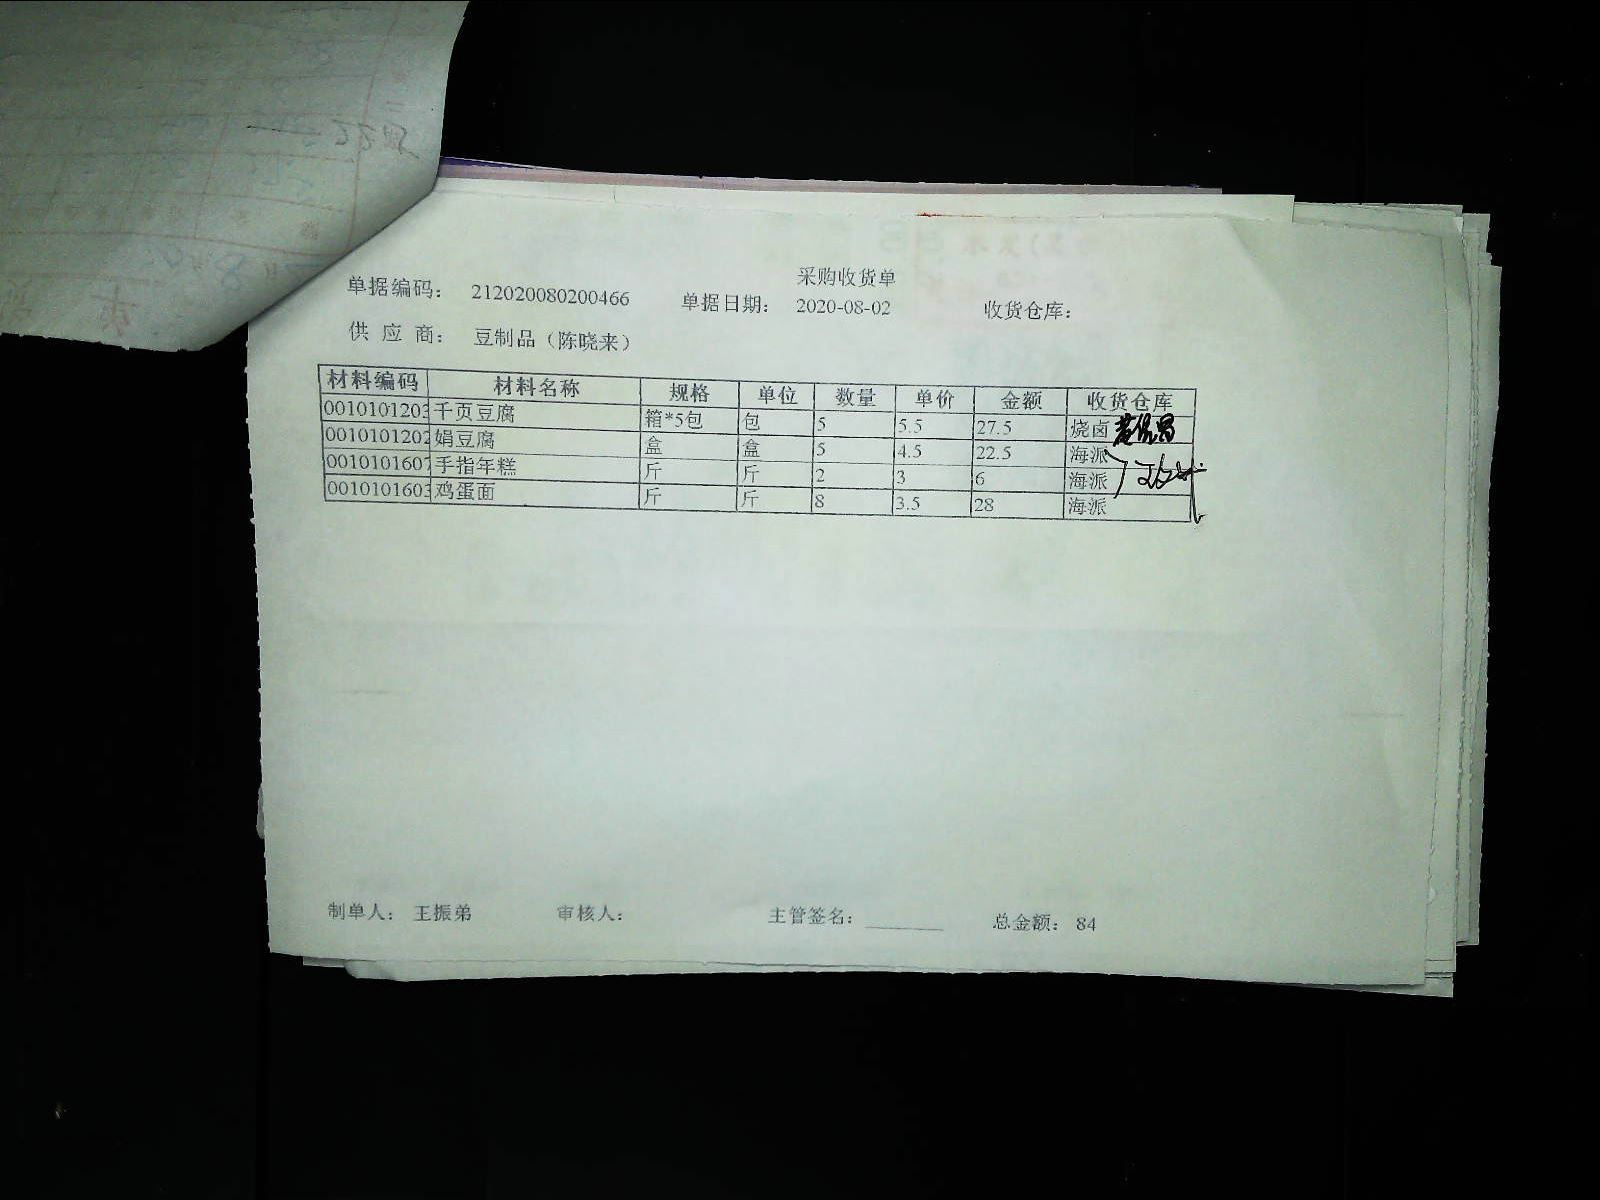 采购收货单
单据编码： 212020080200466 单据日期： 2020-08-02 收货仓库：
供 应 商： 豆制品（陈晓来）
材料编码 材料名称 规格 单位 数量 单价 金额 收货仓库
0010101203 千页豆腐 箱*5包 包 5 5.5 27.5 烧卤
0010101202 娟豆腐 盒 盒 5 4.5 22.5 海派
0010101607 手指年糕 斤 斤 2 3 6 海派
0010101603 鸡蛋面 斤 斤 8 3.5 28 海派
制单人： 王振弟 审核人： 主管签名： 总金额： 84